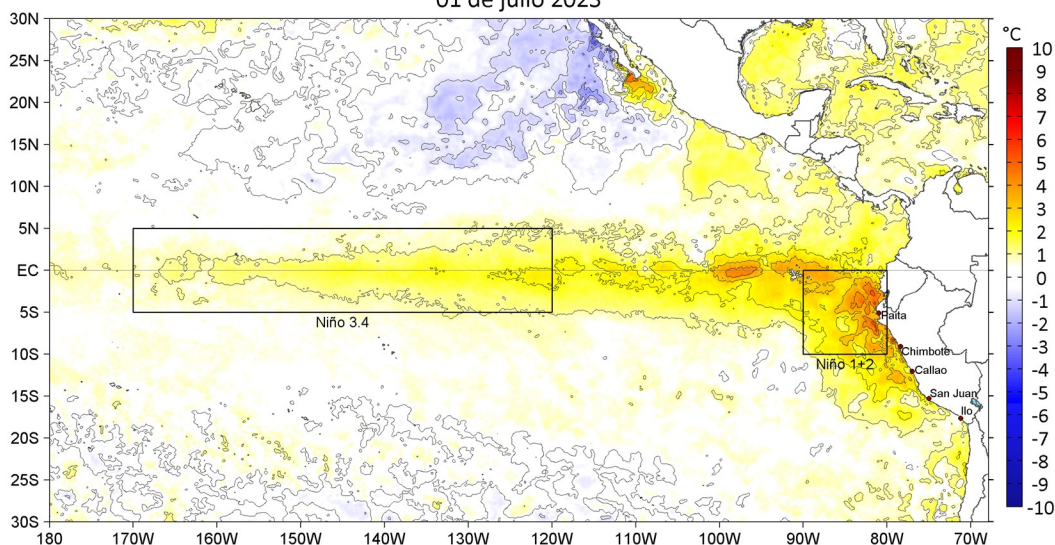 01 de julio 2023
30N
25N
20N
15N
10N
5N
EC
5S
10S
15S
20S
25S
30S
180 170W 160W 150W 140W 130W 120W 110W 100W 90W 80W 70W
Niño 3.4
Niño 1+2
Paita
Chimbote
Callao
San Juan
Ilo
°C
10
9
8
7
6
5
4
3
2
1
0
-1
-2
-3
-4
-5
-6
-7
-8
-9
-10